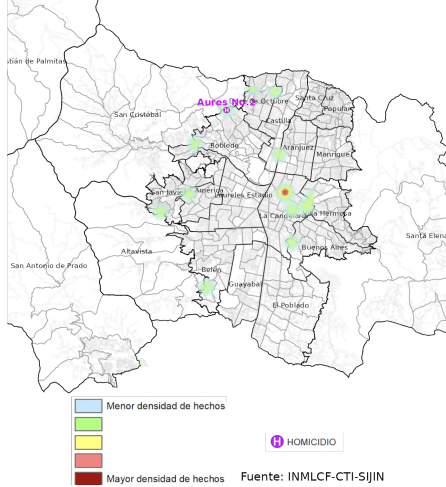 tián de Palmitas
Aures No.2
de Octubre
Santa Cruz
Popular
San Cristóbal
Castilla
Robledo
Aranjuez
Manrique
San Javier
América
Laureles Estadio
La Candelaria
Villa Hermosa
Santa Elena
Altavista
Buenos Aires
San Antonio de Prado
Belén
Guayabal
El Poblado
Menor densidad de hechos
H HOMICIDIO
Mayor densidad de hechos
Fuente: INMLCF-CTI-SIJIN